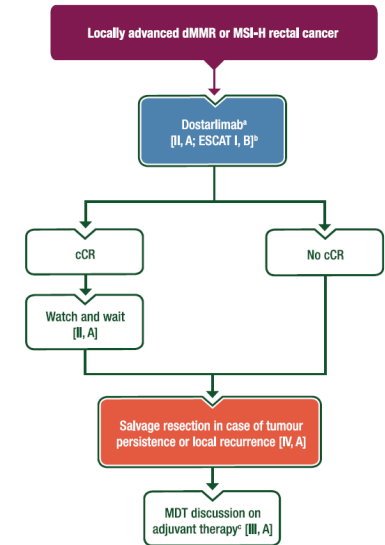 Locally advanced dMMR or MSI-H rectal cancer
Dostarlimabᵃ
[II, A; ESCAT I, B]ᵇ
cCR
No cCR
Watch and wait
[II, A]
Salvage resection in case of tumour
persistence or local recurrence [IV, A]
MDT discussion on
adjuvant therapyᶜ [III, A]